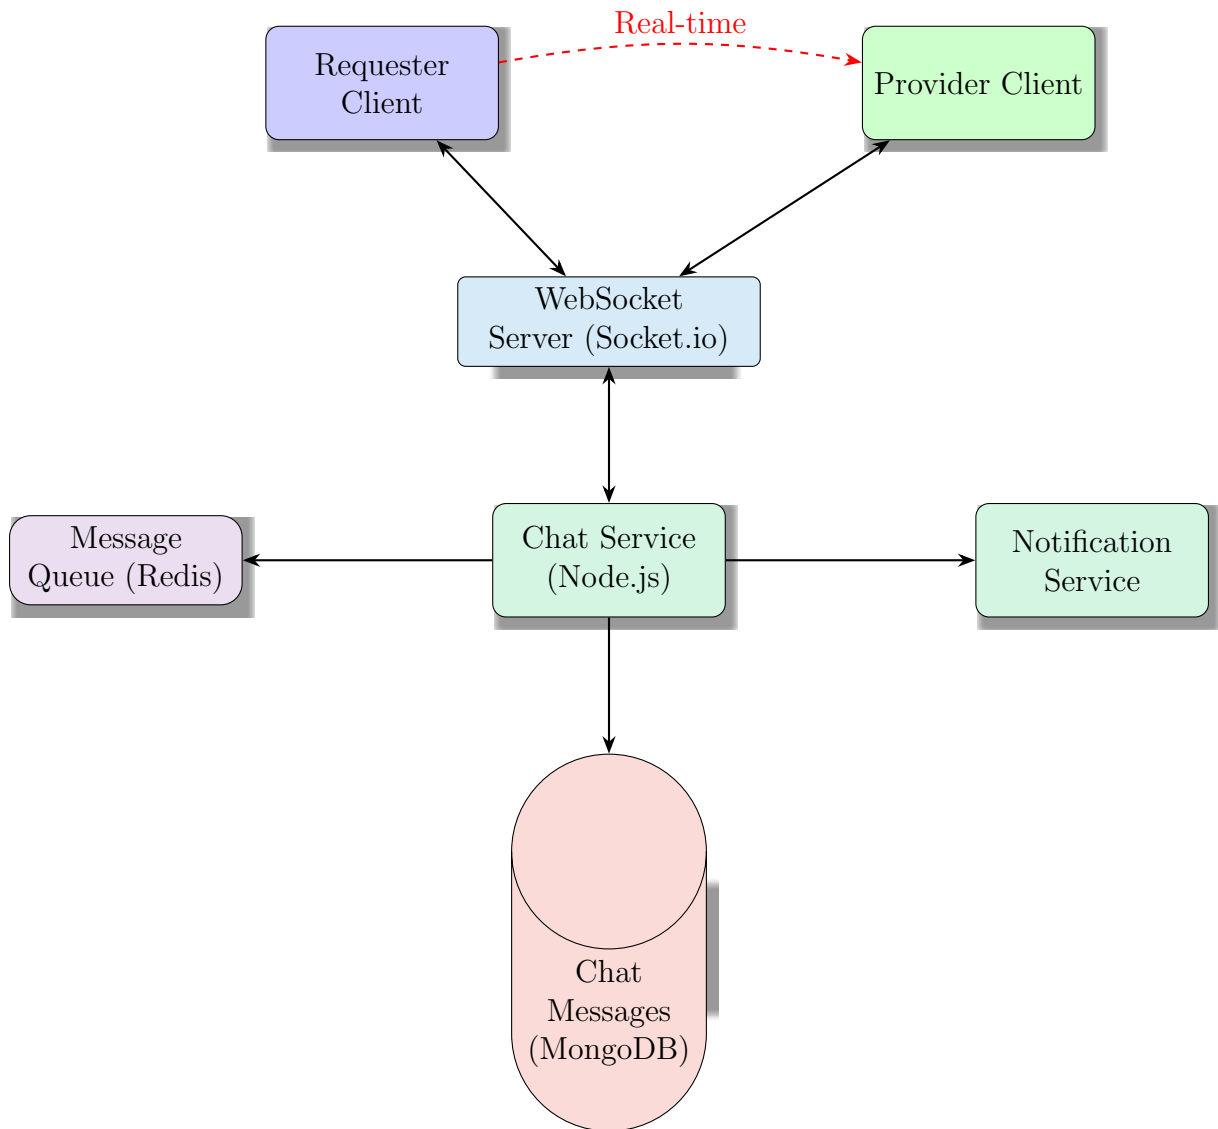 Real-time
Requester
Client
Provider Client
WebSocket
Server (Socket.io)
Message
Queue (Redis)
Chat Service
(Node.js)
Notification
Service
Chat
Messages
(MongoDB)